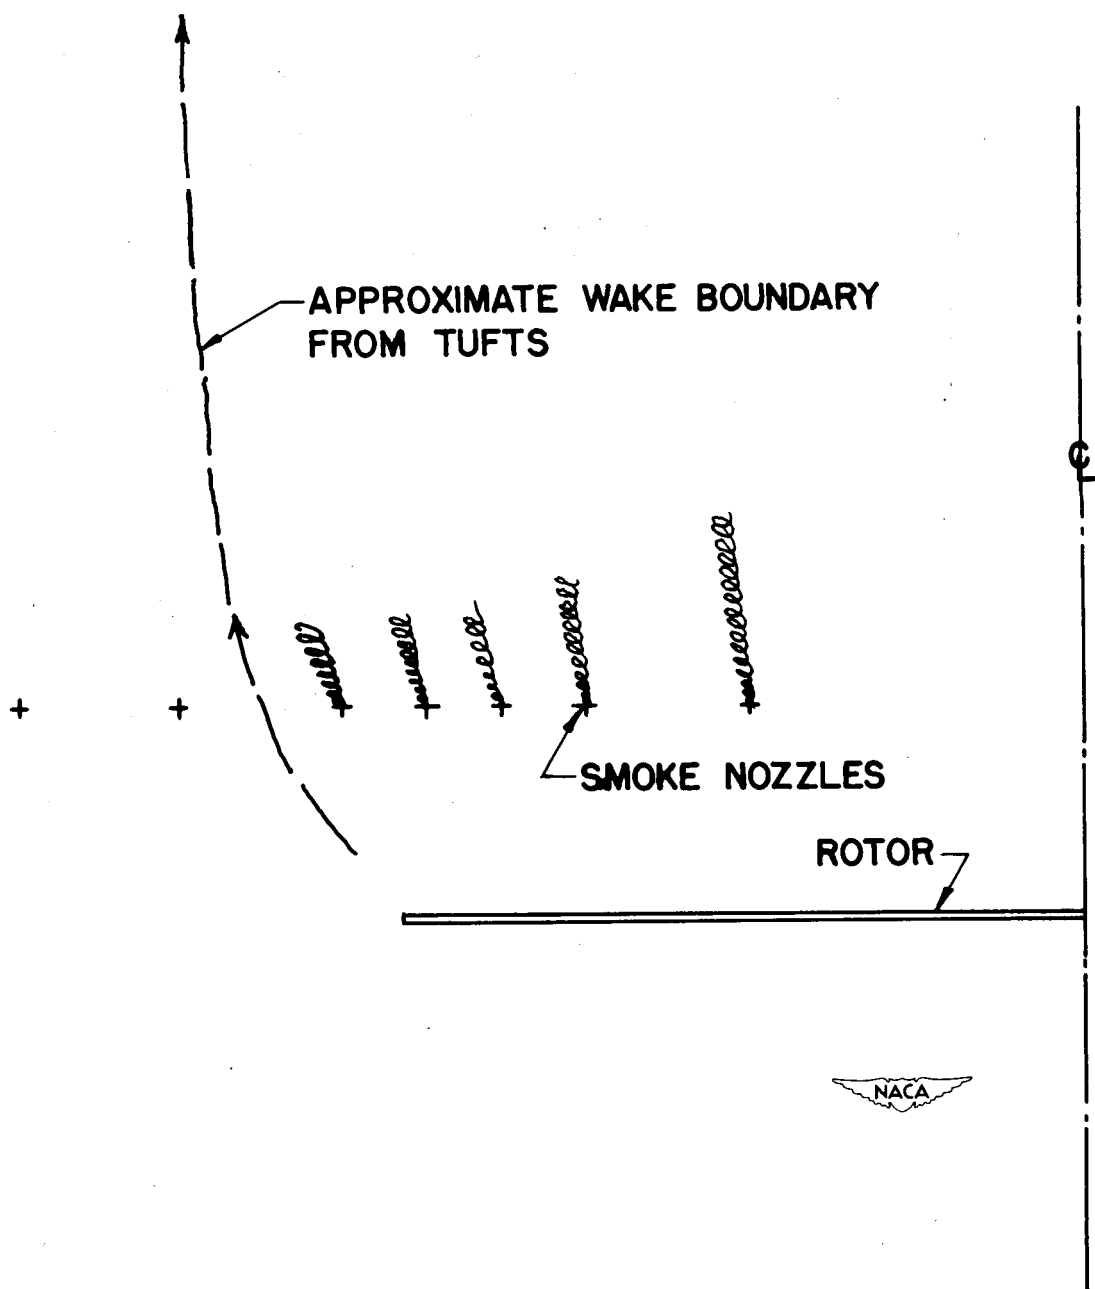 APPROXIMATE WAKE BOUNDARY
FROM TUFTS
℄
SMOKE NOZZLES
ROTOR
NACA